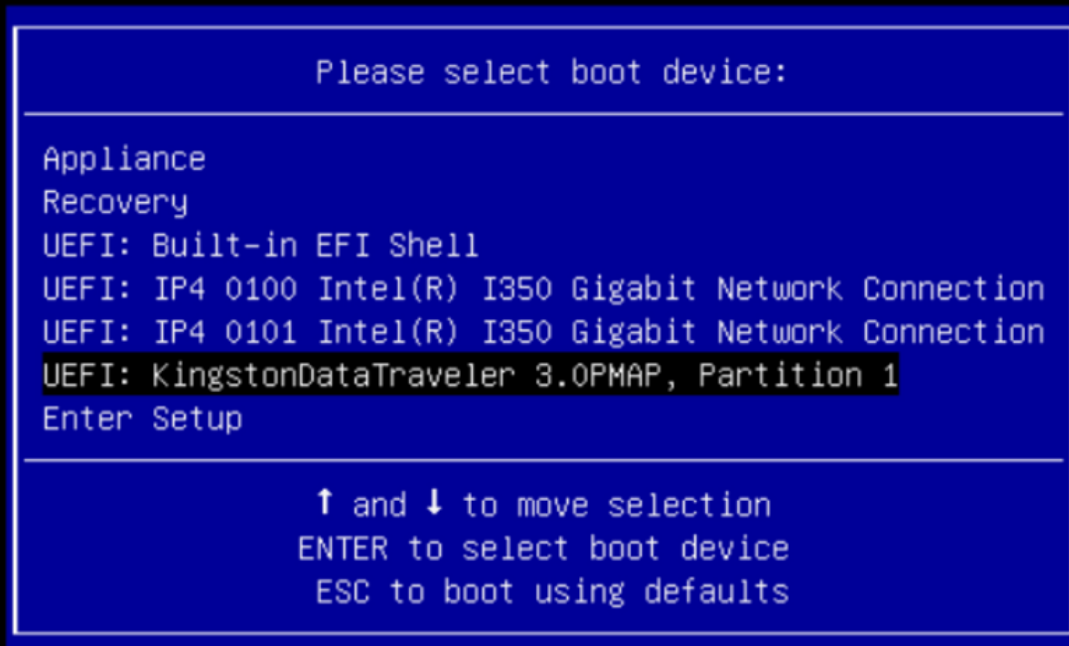 Please select boot device:
Appliance
Recovery
UEFI: Built-in EFI Shell
UEFI: IP4 0100 Intel(R) I350 Gigabit Network Connection
UEFI: IP4 0101 Intel(R) I350 Gigabit Network Connection
UEFI: KingstonDataTraveler 3.0PMAP, Partition 1
Enter Setup
↑ and ↓ to move selection
ENTER to select boot device
ESC to boot using defaults